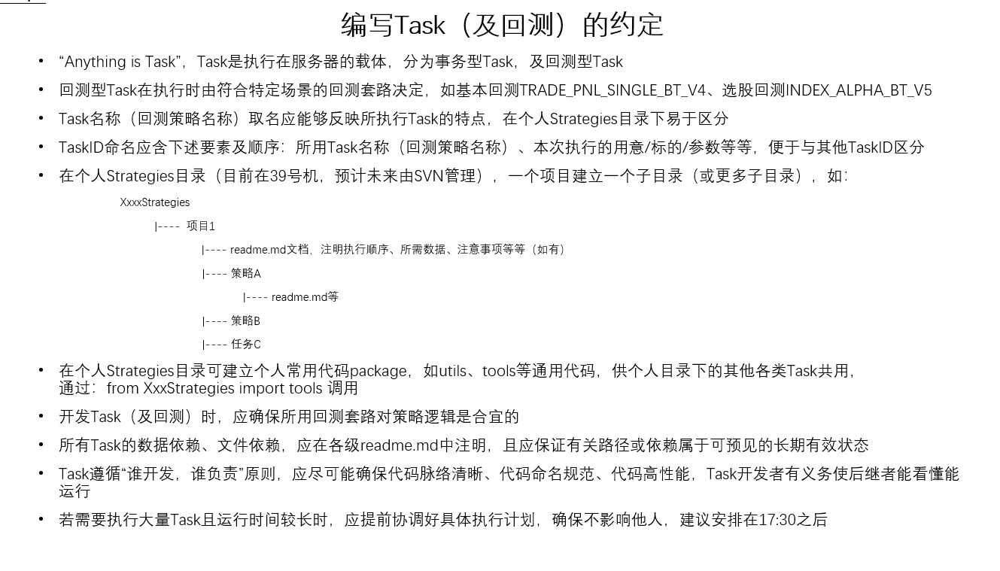 编写Task（及回测）的约定
• “Anything is Task”，Task是执行在服务器的载体，分为事务型Task，及回测型Task
• 回测型Task在执行时由符合特定场景的回测套路决定，如基本回测TRADE_PNL_SINGLE_BT_V4、选股回测INDEX_ALPHA_BT_V5
• Task名称（回测策略名称）取名应能够反映所执行Task的特点，在个人Strategies目录下易于区分
• TaskID命名应含下述要素及顺序：所用Task名称（回测策略名称）、本次执行的用意/标的/参数等等，便于与其他TaskID区分
• 在个人Strategies目录（目前在39号机，预计未来由SVN管理），一个项目建立一个子目录（或更多子目录），如：
XxxxStrategies
|---- 项目1
|---- readme.md文档，注明执行顺序、所需数据、注意事项等等（如有）
|---- 策略A
|---- readme.md等
|---- 策略B
|---- 任务C
• 在个人Strategies目录可建立个人常用代码package，如utils、tools等通用代码，供个人目录下的其他各类Task共用，
通过：from XxxStrategies import tools 调用
• 开发Task（及回测）时，应确保所用回测套路对策略逻辑是合宜的
• 所有Task的数据依赖、文件依赖，应在各级readme.md中注明，且应保证有关路径或依赖属于可预见的长期有效状态
• Task遵循“谁开发，谁负责”原则，应尽可能确保代码脉络清晰、代码命名规范、代码高性能，Task开发者有义务使后继者能看懂能
运行
• 若需要执行大量Task且运行时间较长时，应提前协调好具体执行计划，确保不影响他人，建议安排在17:30之后